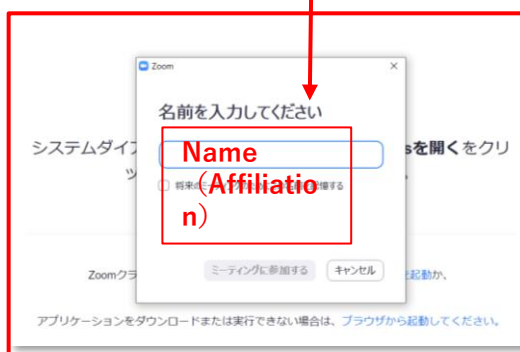 Zoom
名前を入力してください
システムダイア
sを開くをクリ
ッ
Name
将来の
を記憶する
(Affiliatio
n)
ミーティングに参加する キャンセル
Zoomクラ
起動か、
アプリケーションをダウンロードまたは実行できない場合は、ブラウザから起動してください。